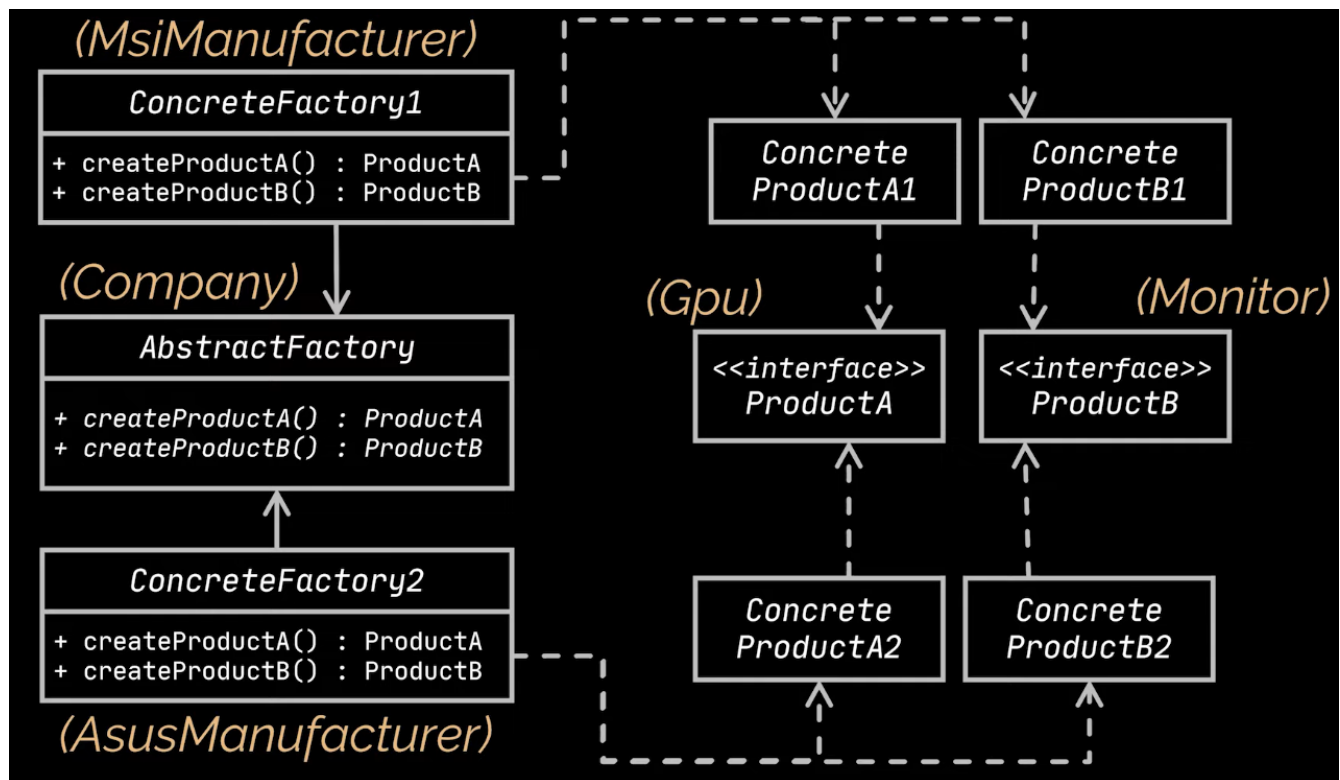 (MsiManufacturer)
ConcreteFactory1
+ createProductA() : ProductA
+ createProductB() : ProductB
(Company)
AbstractFactory
+ createProductA() : ProductA
+ createProductB() : ProductB
ConcreteFactory2
+ createProductA() : ProductA
+ createProductB() : ProductB
(AsusManufacturer)
Concrete
ProductA1
Concrete
ProductB1
(Gpu)
(Monitor)
<<interface>>
ProductA
<<interface>>
ProductB
Concrete
ProductA2
Concrete
ProductB2